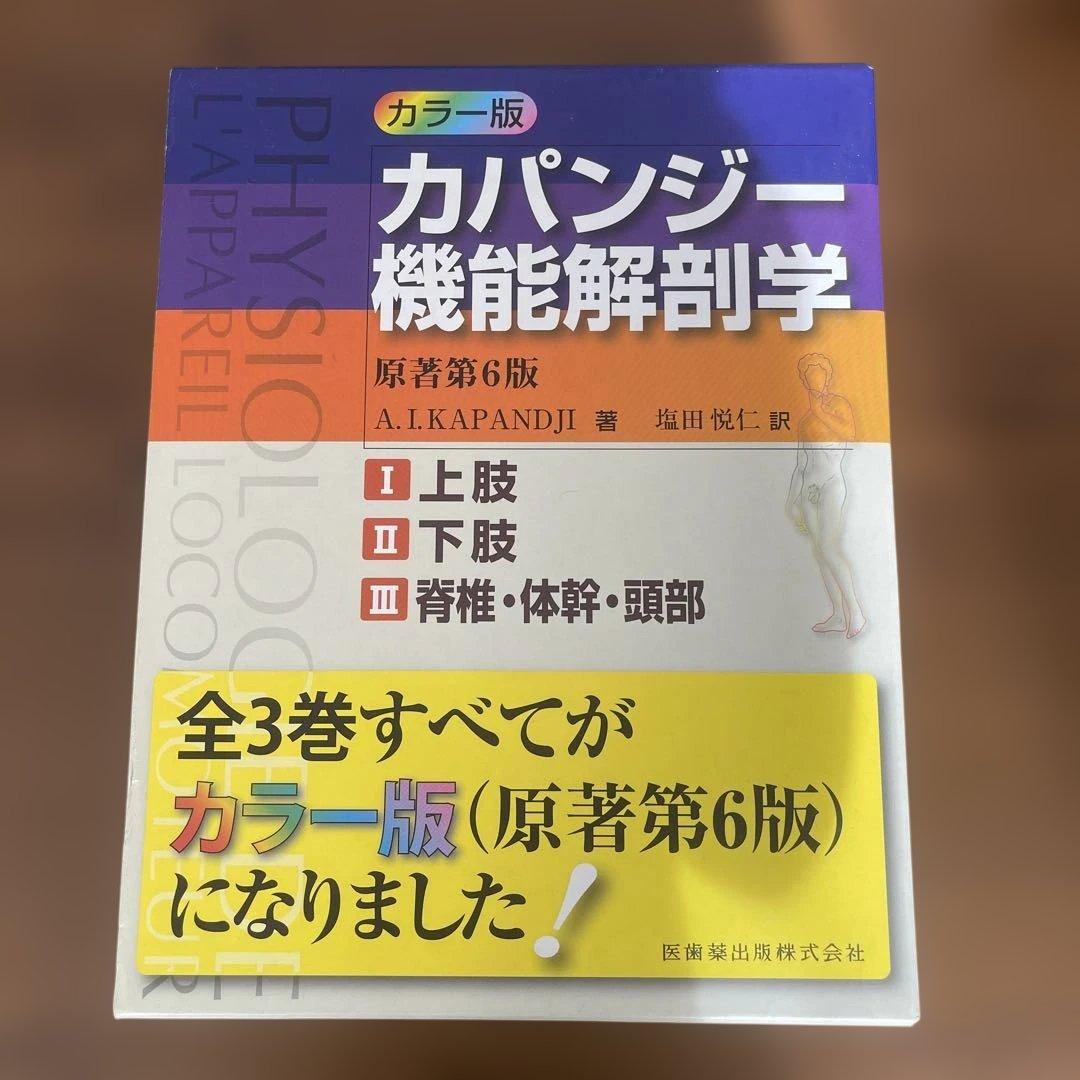 カラー版
カパンジー
機能解剖学
原著第6版
A.I.KAPANDJI 著 塩田悦仁 訳
I 上肢
II 下肢
III 脊椎・体幹・頭部
PHYSIOLOGIE DE
L'APPAREIL LOCOMOTEUR
全3巻すべてが
カラー版(原著第6版)
になりました!
医歯薬出版株式会社